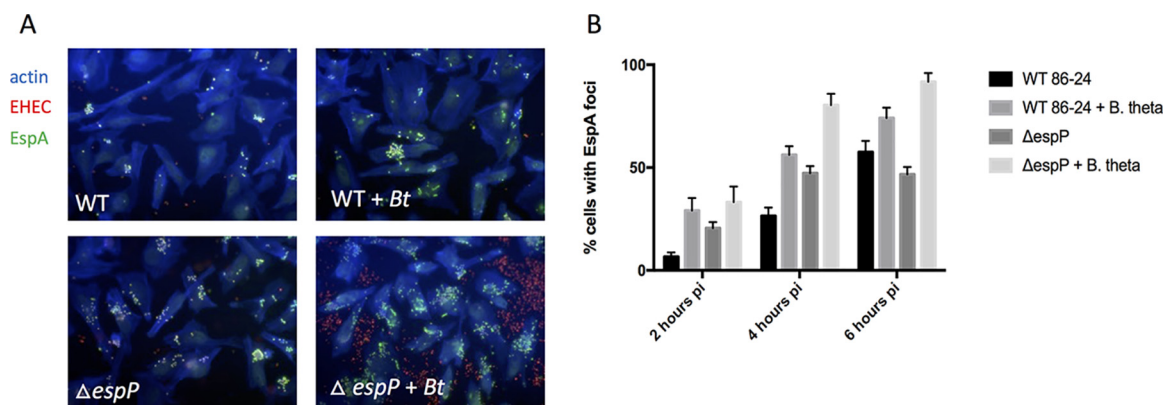 A
actin
EHEC
EspA
WT
WT + Bt
ΔespP
Δ espP + Bt
B
% cells with EspA foci
100
50
0
2 hours pi
4 hours pi
6 hours pi
WT 86-24
WT 86-24 + B. theta
ΔespP
ΔespP + B. theta